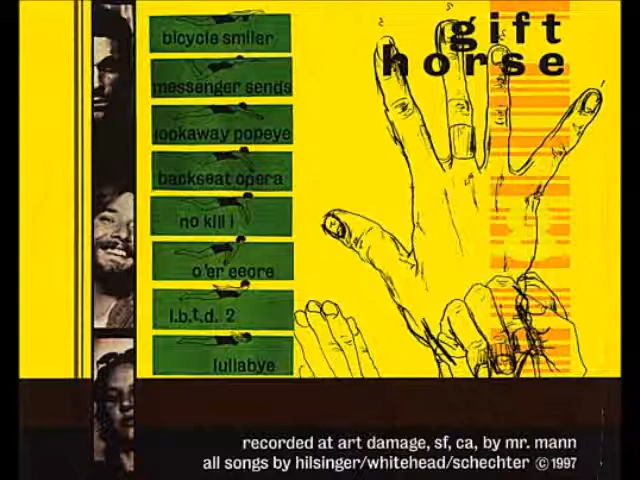 gift
horse
bicycle smiler
messenger sends
lookaway popeye
backseat opera
no kill I
o'er eeore
l.b.t.d. 2
lullabye
recorded at art damage, sf, ca, by mr. mann
all songs by hilsinger/whitehead/schechter © 1997